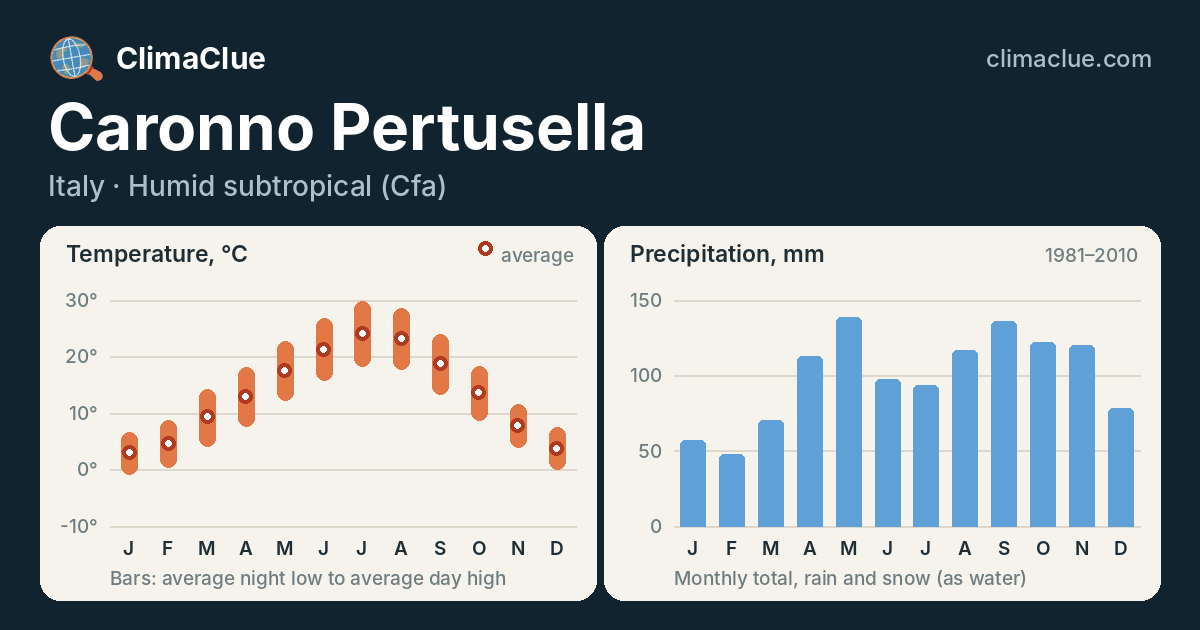 ClimaClue
climaclue.com
Caronno Pertusella
Italy · Humid subtropical (Cfa)
Temperature, °C
average
30°
20°
10°
0°
-10°
J F M A M J J A S O N D
Bars: average night low to average day high
Precipitation, mm
1981–2010
150
100
50
0
J F M A M J J A S O N D
Monthly total, rain and snow (as water)